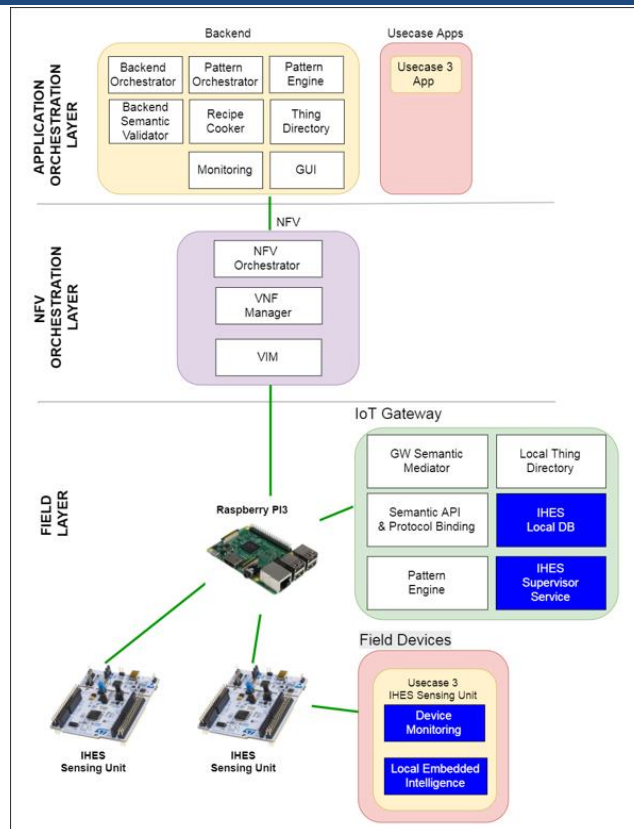 Backend
Usecase Apps
APPLICATION
ORCHESTRATION
LAYER
Backend
Orchestrator
Pattern
Orchestrator
Pattern
Engine
Usecase 3
App
Backend
Semantic
Validator
Recipe
Cooker
Thing
Directory
Monitoring
GUI
NFV
NFV
ORCHESTRATION
LAYER
NFV
Orchestrator
VNF
Manager
VIM
FIELD
LAYER
IoT Gateway
GW Semantic
Mediator
Local Thing
Directory
Raspberry PI3
Semantic API
& Protocol Binding
IHES
Local DB
Pattern
Engine
IHES
Supervisor
Service
Field Devices
Usecase 3
IHES Sensing Unit
Device
Monitoring
Local Embedded
Intelligence
IHES
Sensing Unit
IHES
Sensing Unit